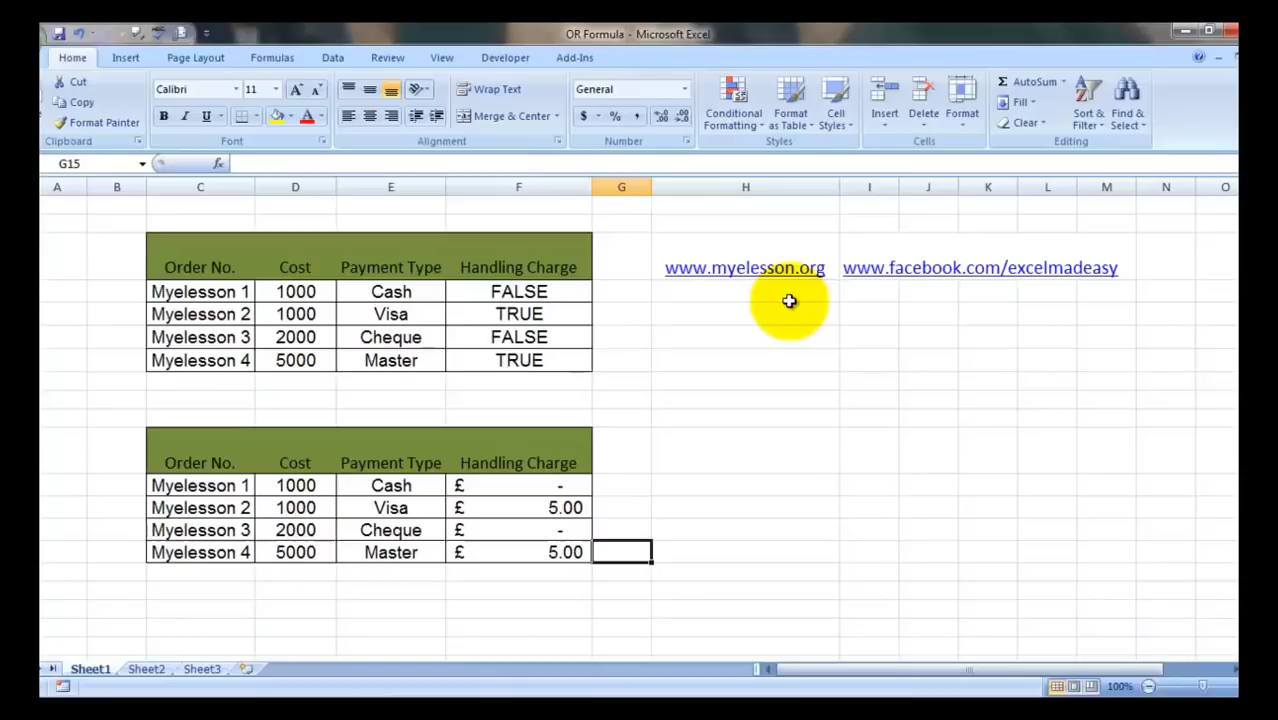 OR Formula - Microsoft Excel
Home Insert Page Layout Formulas Data Review View Developer Add-Ins
Cut
Copy
Format Painter
Clipboard
Calibri 11
B I U
Font
Wrap Text
Merge & Center
Alignment
General
$ % ,
Number
Conditional Formatting
Format as Table
Cell Styles
Styles
Insert Delete Format
Cells
Σ AutoSum
Fill
Clear
Sort & Filter
Find & Select
Editing
G15 fx
A B C D E F G H I J K L M N O
Order No. Cost Payment Type Handling Charge www.myelesson.org www.facebook.com/excelmadeasy
Myelesson 1 1000 Cash FALSE
Myelesson 2 1000 Visa TRUE
Myelesson 3 2000 Cheque FALSE
Myelesson 4 5000 Master TRUE
Order No. Cost Payment Type Handling Charge
Myelesson 1 1000 Cash £ -
Myelesson 2 1000 Visa £ 5.00
Myelesson 3 2000 Cheque £ -
Myelesson 4 5000 Master £ 5.00
Sheet1 Sheet2 Sheet3
100%